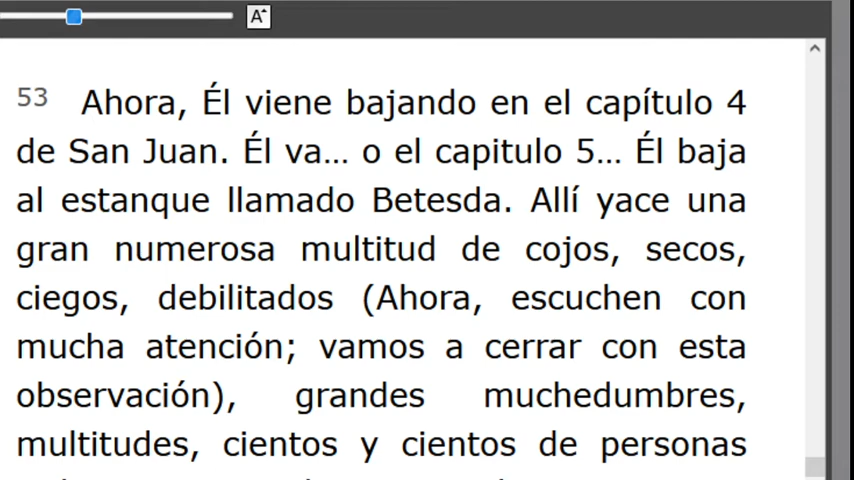 A
53 Ahora, Él viene bajando en el capítulo 4
de San Juan. Él va... o el capitulo 5... Él baja
al estanque llamado Betesda. Allí yace una
gran numerosa multitud de cojos, secos,
ciegos, debilitados (Ahora, escuchen con
mucha atención; vamos a cerrar con esta
observación), grandes muchedumbres,
multitudes, cientos y cientos de personas